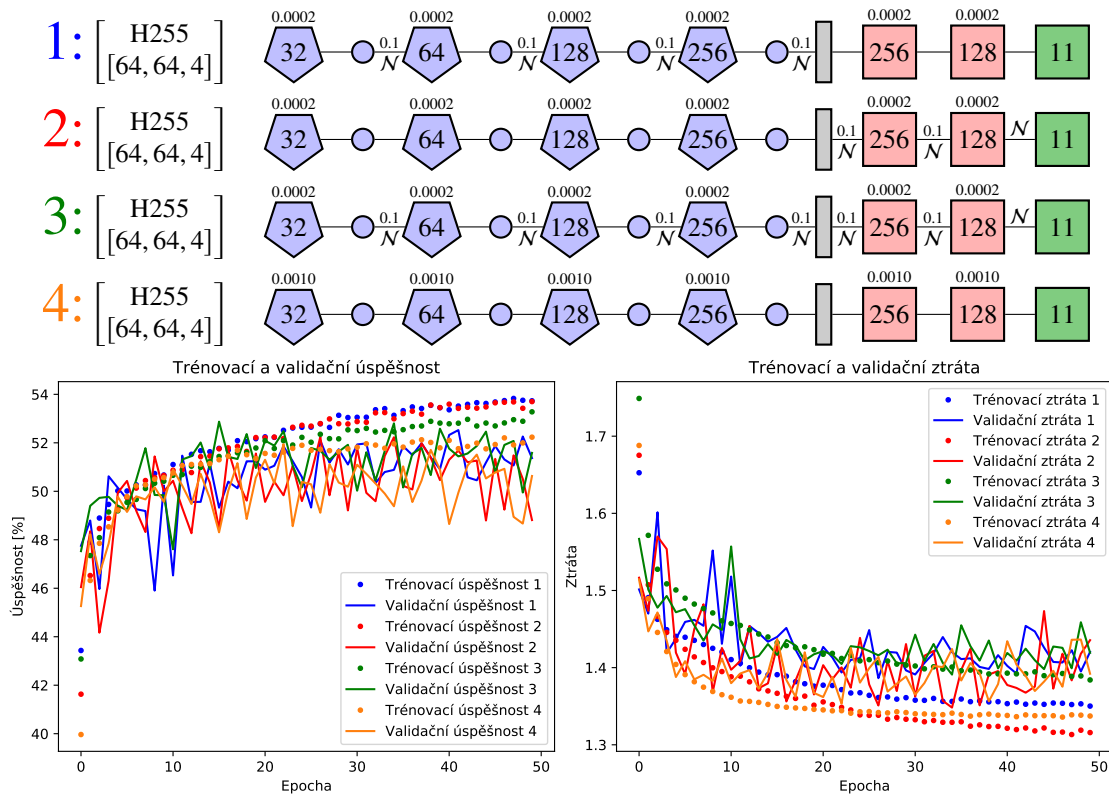 1:
H255
[64, 64, 4]
0.0002 0.0002 0.0002 0.0002 0.0002 0.0002
32 64 128 256 256 128 11
0.1 0.1 0.1 0.1
𝒩 𝒩 𝒩 𝒩
2:
H255
[64, 64, 4]
0.0002 0.0002 0.0002 0.0002 0.0002 0.0002
32 64 128 256 256 128 11
0.1 0.1
𝒩 𝒩 𝒩
3:
H255
[64, 64, 4]
0.0002 0.0002 0.0002 0.0002 0.0002 0.0002
32 64 128 256 256 128 11
0.1 0.1 0.1 0.1 0.1 0.1
𝒩 𝒩 𝒩 𝒩 𝒩 𝒩 𝒩
4:
H255
[64, 64, 4]
0.0010 0.0010 0.0010 0.0010 0.0010 0.0010
32 64 128 256 256 128 11
Trénovací a validační úspěšnost
Úspěšnost [%]
54
52
50
48
46
44
42
40
Trénovací úspěšnost 1
Validační úspěšnost 1
Trénovací úspěšnost 2
Validační úspěšnost 2
Trénovací úspěšnost 3
Validační úspěšnost 3
Trénovací úspěšnost 4
Validační úspěšnost 4
0 10 20 30 40 50
Epocha
Trénovací a validační ztráta
Ztráta
1.7
1.6
1.5
1.4
1.3
Trénovací ztráta 1
Validační ztráta 1
Trénovací ztráta 2
Validační ztráta 2
Trénovací ztráta 3
Validační ztráta 3
Trénovací ztráta 4
Validační ztráta 4
0 10 20 30 40 50
Epocha